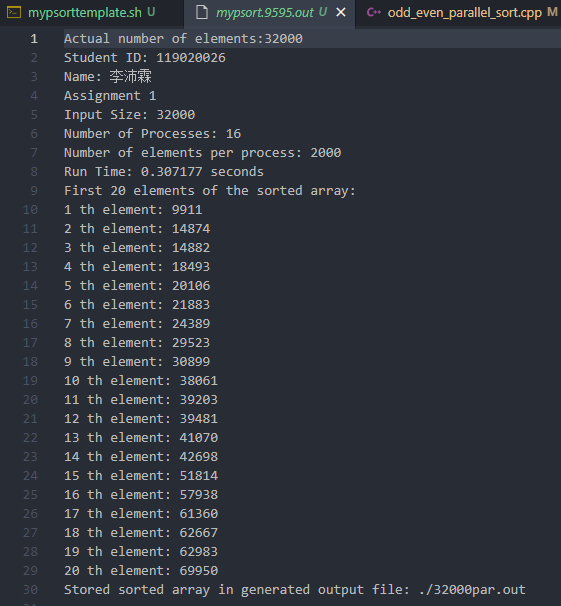 mypsorttemplate.sh U mypsort.9595.out U × odd_even_parallel_sort.cpp M
1 Actual number of elements:32000
2 Student ID: 119020026
3 Name: 李沛霖
4 Assignment 1
5 Input Size: 32000
6 Number of Processes: 16
7 Number of elements per process: 2000
8 Run Time: 0.307177 seconds
9 First 20 elements of the sorted array:
10 1 th element: 9911
11 2 th element: 14874
12 3 th element: 14882
13 4 th element: 18493
14 5 th element: 20106
15 6 th element: 21883
16 7 th element: 24389
17 8 th element: 29523
18 9 th element: 30899
19 10 th element: 38061
20 11 th element: 39203
21 12 th element: 39481
22 13 th element: 41070
23 14 th element: 42698
24 15 th element: 51814
25 16 th element: 57938
26 17 th element: 61360
27 18 th element: 62667
28 19 th element: 62983
29 20 th element: 69950
30 Stored sorted array in generated output file: ./32000par.out